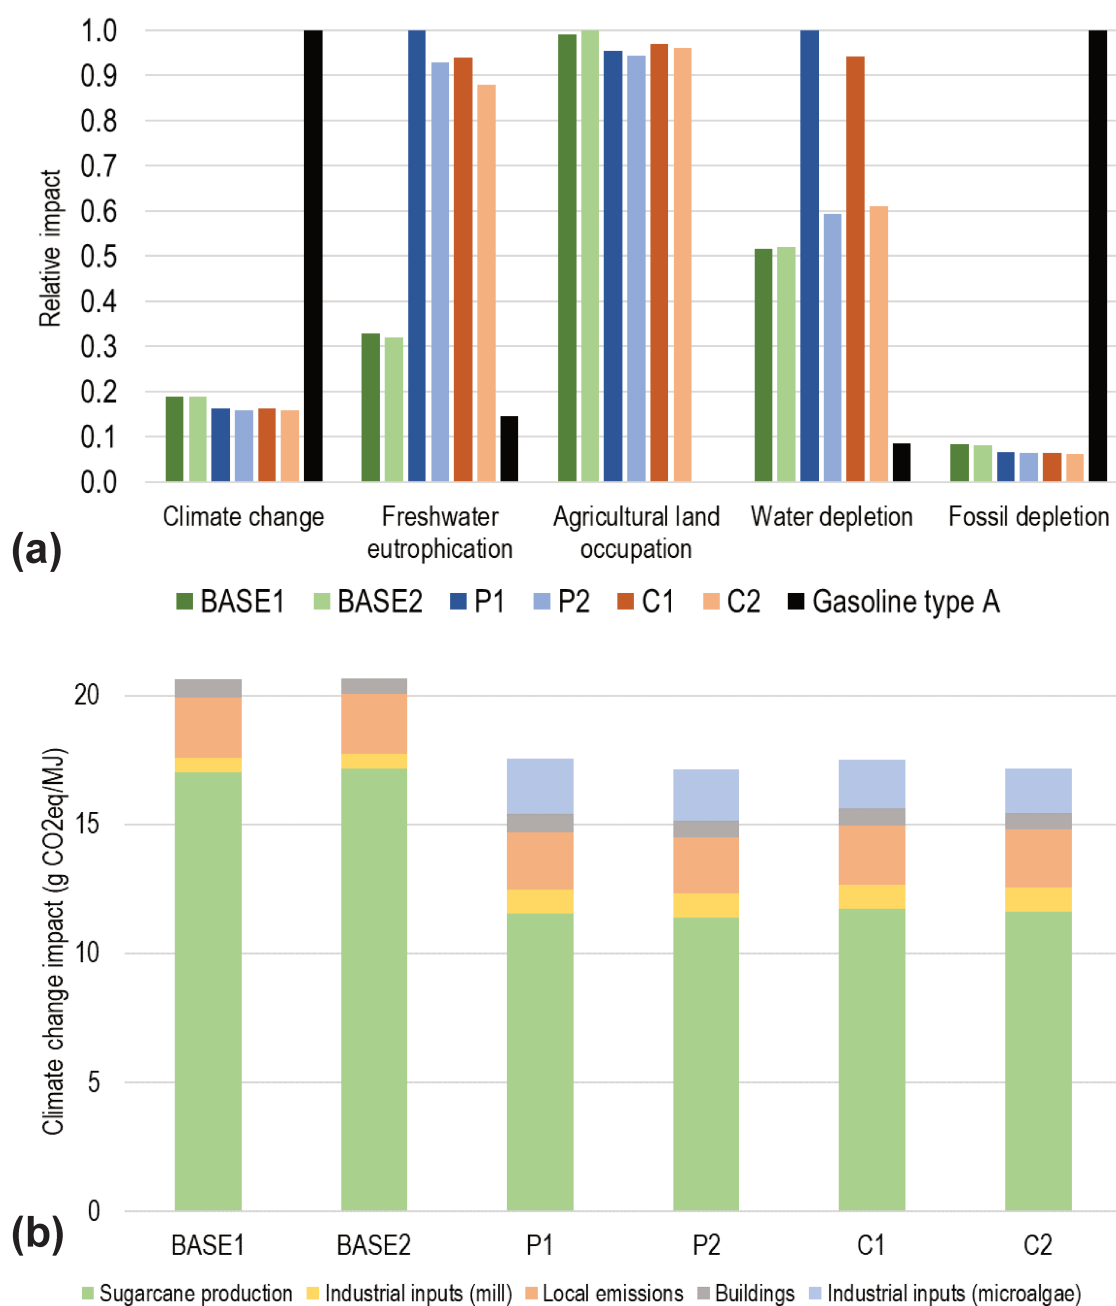 1.0
0.9
0.8
0.7
0.6
0.5
0.4
0.3
0.2
0.1
0.0
Relative impact
Climate change
Freshwater
eutrophication
Agricultural land
occupation
Water depletion
Fossil depletion
(a)
BASE1 BASE2 P1 P2 C1 C2 Gasoline type A
20
15
10
5
0
Climate change impact (g CO2eq/MJ)
(b)
BASE1 BASE2 P1 P2 C1 C2
Sugarcane production Industrial inputs (mill) Local emissions Buildings Industrial inputs (microalgae)